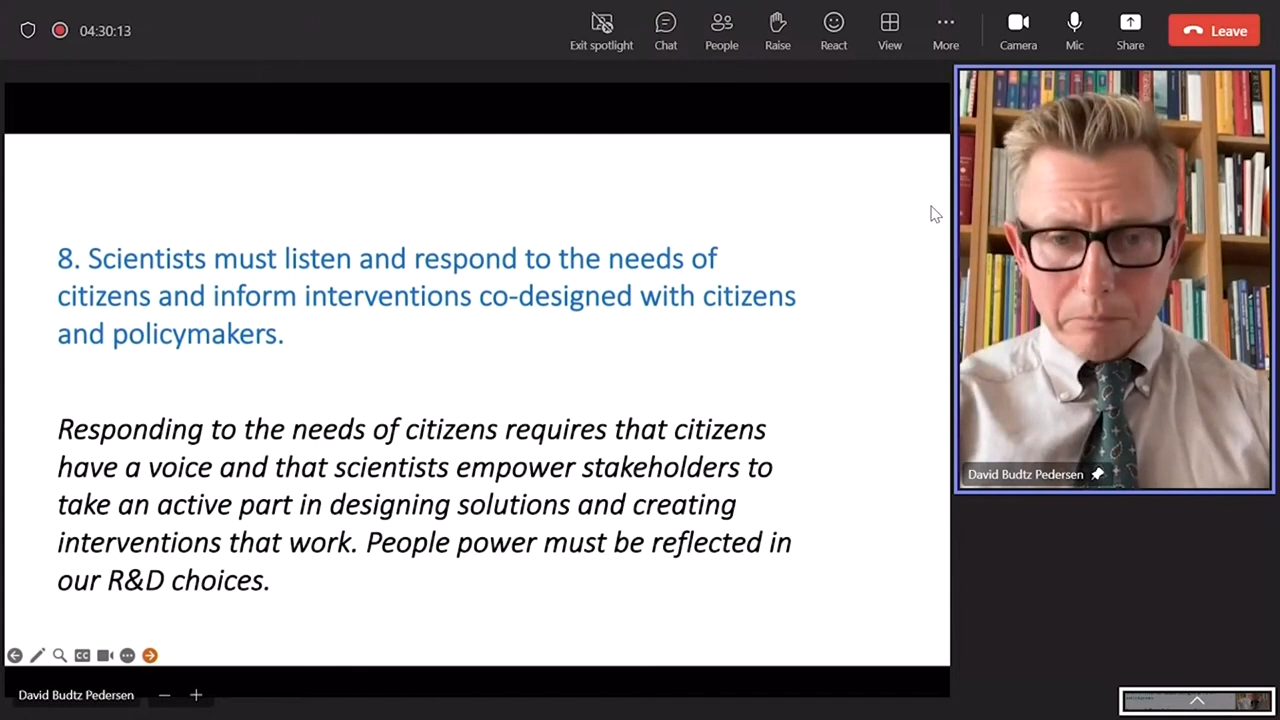 04:30:13
Exit spotlight
Chat
People
Raise
React
View
More
Camera
Mic
Share
Leave
8. Scientists must listen and respond to the needs of
citizens and inform interventions co-designed with citizens
and policymakers.
Responding to the needs of citizens requires that citizens
have a voice and that scientists empower stakeholders to
take an active part in designing solutions and creating
interventions that work. People power must be reflected in
our R&D choices.
CC
David Budtz Pedersen
David Budtz Pedersen